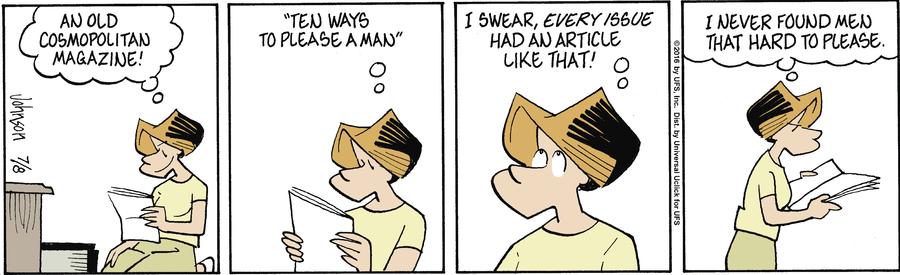 AN OLD
COSMOPOLITAN
MAGAZINE!
Johnson 7/8
"TEN WAYS
TO PLEASE A MAN"
I SWEAR, EVERY ISSUE
HAD AN ARTICLE
LIKE THAT!
©2016 by UFS, Inc. Dist. by Universal Uclick for UFS
I NEVER FOUND MEN
THAT HARD TO PLEASE.